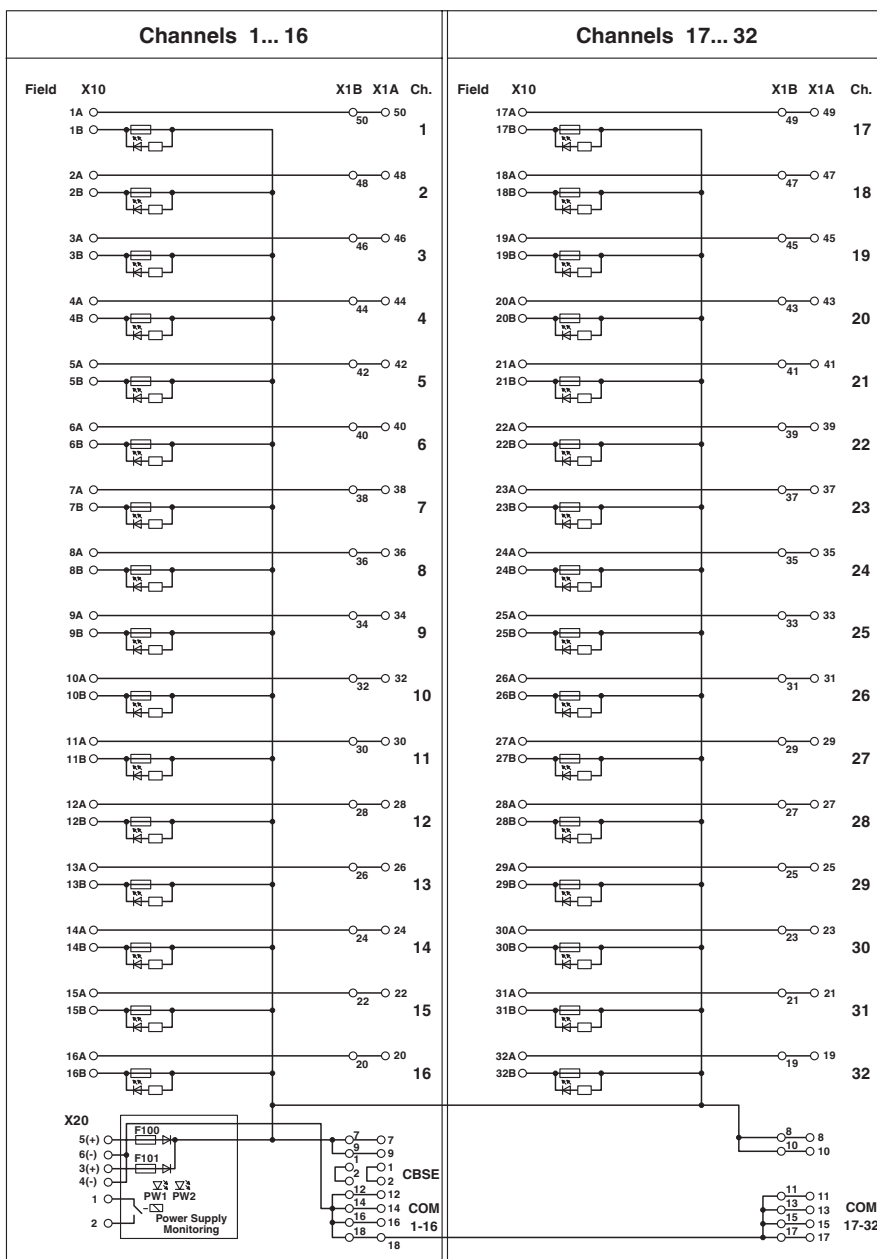 Channels 1... 16
Field X10 X1B X1A Ch.
1A 50 50
1B 1
2A 48 48
2B 2
3A 46 46
3B 3
4A 44 44
4B 4
5A 42 42
5B 5
6A 40 40
6B 6
7A 38 38
7B 7
8A 36 36
8B 8
9A 34 34
9B 9
10A 32 32
10B 10
11A 30 30
11B 11
12A 28 28
12B 12
13A 26 26
13B 13
14A 24 24
14B 14
15A 22 22
15B 15
16A 20 20
16B 16
X20
5(+) F100
6(-)
3(+) F101
4(-)
PW1 PW2
1
2
Power Supply
Monitoring
7 7
9 9
1 1
2 2
CBSE
12 12
14 14
16 16
18 18
COM
1-16
Channels 17... 32
Field X10 X1B X1A Ch.
17A 49 49
17B 17
18A 47 47
18B 18
19A 45 45
19B 19
20A 43 43
20B 20
21A 41 41
21B 21
22A 39 39
22B 22
23A 37 37
23B 23
24A 35 35
24B 24
25A 33 33
25B 25
26A 31 31
26B 26
27A 29 29
27B 27
28A 27 27
28B 28
29A 25 25
29B 29
30A 23 23
30B 30
31A 21 21
31B 31
32A 19 19
32B 32
8 8
10 10
11 11
13 13
15 15
17 17
COM
17-32